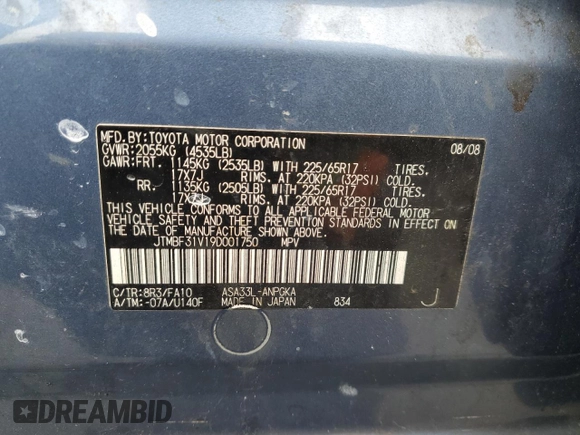 MFD.BY:TOYOTA MOTOR CORPORATION 08/08
GVWR:2055KG (4535LB)
GAWR:FRT. 1145KG (2535LB) WITH 225/65R17 TIRES.
17X7J RIMS. AT 220KPA (32PSI) COLD.
RR. 1135KG (2505LB) WITH 225/65R17 TIRES.
17X7J RIMS. AT 220KPA (32PSI) COLD.
THIS VEHICLE CONFORMS TO ALL APPLICABLE FEDERAL MOTOR
VEHICLE SAFETY AND BUMPER STANDARDS IN EFFECT ON
THE DATE OF MANUFACTURE SHOWN ABOVE.
JTMBF31V19D001750 MPV
C/TR:8R3/FA10 ASA33L-ANPGKA
A/TM:-07A/U140F MADE IN JAPAN 834 J
DREAMBID